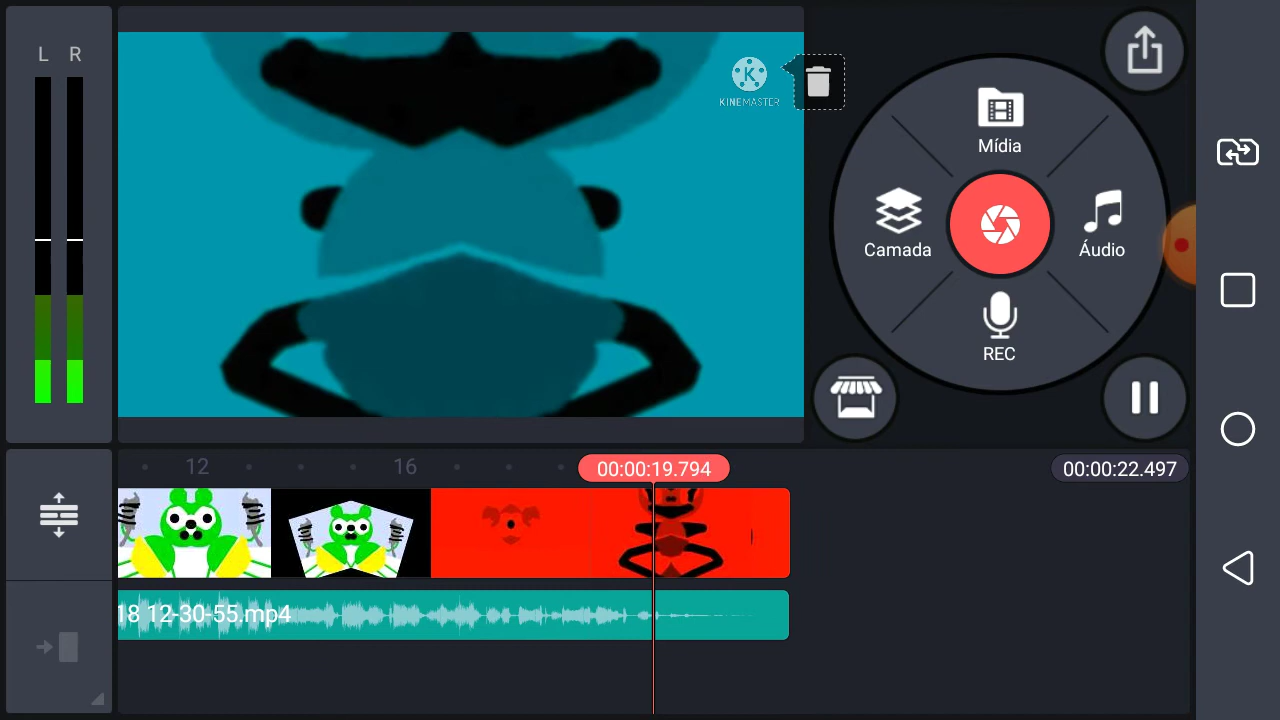 L R
KINEMASTER
Mídia
Camada
Áudio
REC
12
16
00:00:19.794
00:00:22.497
18 12-30-55.mp4